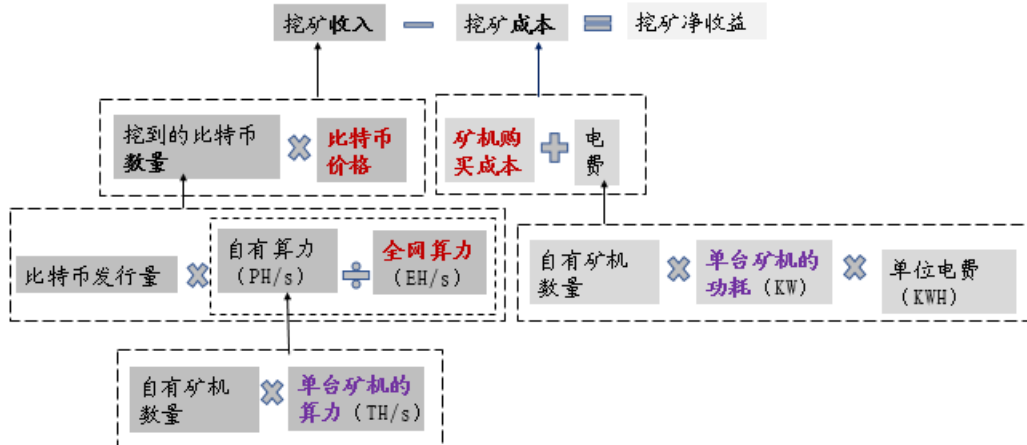 挖矿收入 — 挖矿成本 = 挖矿净收益
挖到的比特币
数量
×
比特币
价格
矿机购
买成本
+
电
费
比特币发行量
×
自有算力
(PH/s)
÷
全网算力
(EH/s)
自有矿机
数量
×
单台矿机的
功耗(KW)
×
单位电费
(KWH)
自有矿机
数量
×
单台矿机的
算力(TH/s)